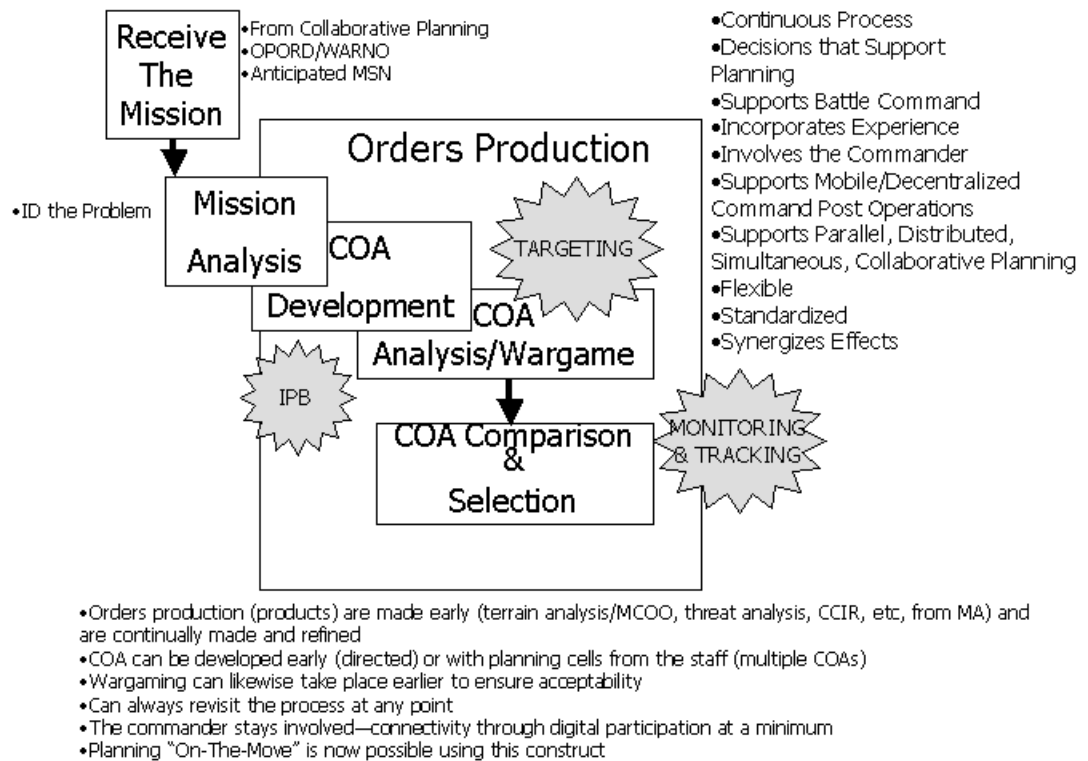 Receive
The
Mission
•From Collaborative Planning
•OPORD/WARNO
•Anticipated MSN
•Continuous Process
•Decisions that Support
Planning
•Supports Battle Command
•Incorporates Experience
•Involves the Commander
•Supports Mobile/Decentralized
Command Post Operations
•Supports Parallel, Distributed,
Simultaneous, Collaborative Planning
•Flexible
•Standardized
•Synergizes Effects
Orders Production
•ID the Problem
Mission
Analysis
COA
Development
TARGETING
COA
Analysis/Wargame
IPB
MONITORING
& TRACKING
COA Comparison
&
Selection
•Orders production (products) are made early (terrain analysis/MCOO, threat analysis, CCIR, etc, from MA) and
are continually made and refined
•COA can be developed early (directed) or with planning cells from the staff (multiple COAs)
•Wargaming can likewise take place earlier to ensure acceptability
•Can always revisit the process at any point
•The commander stays involved—connectivity through digital participation at a minimum
•Planning “On-The-Move” is now possible using this construct